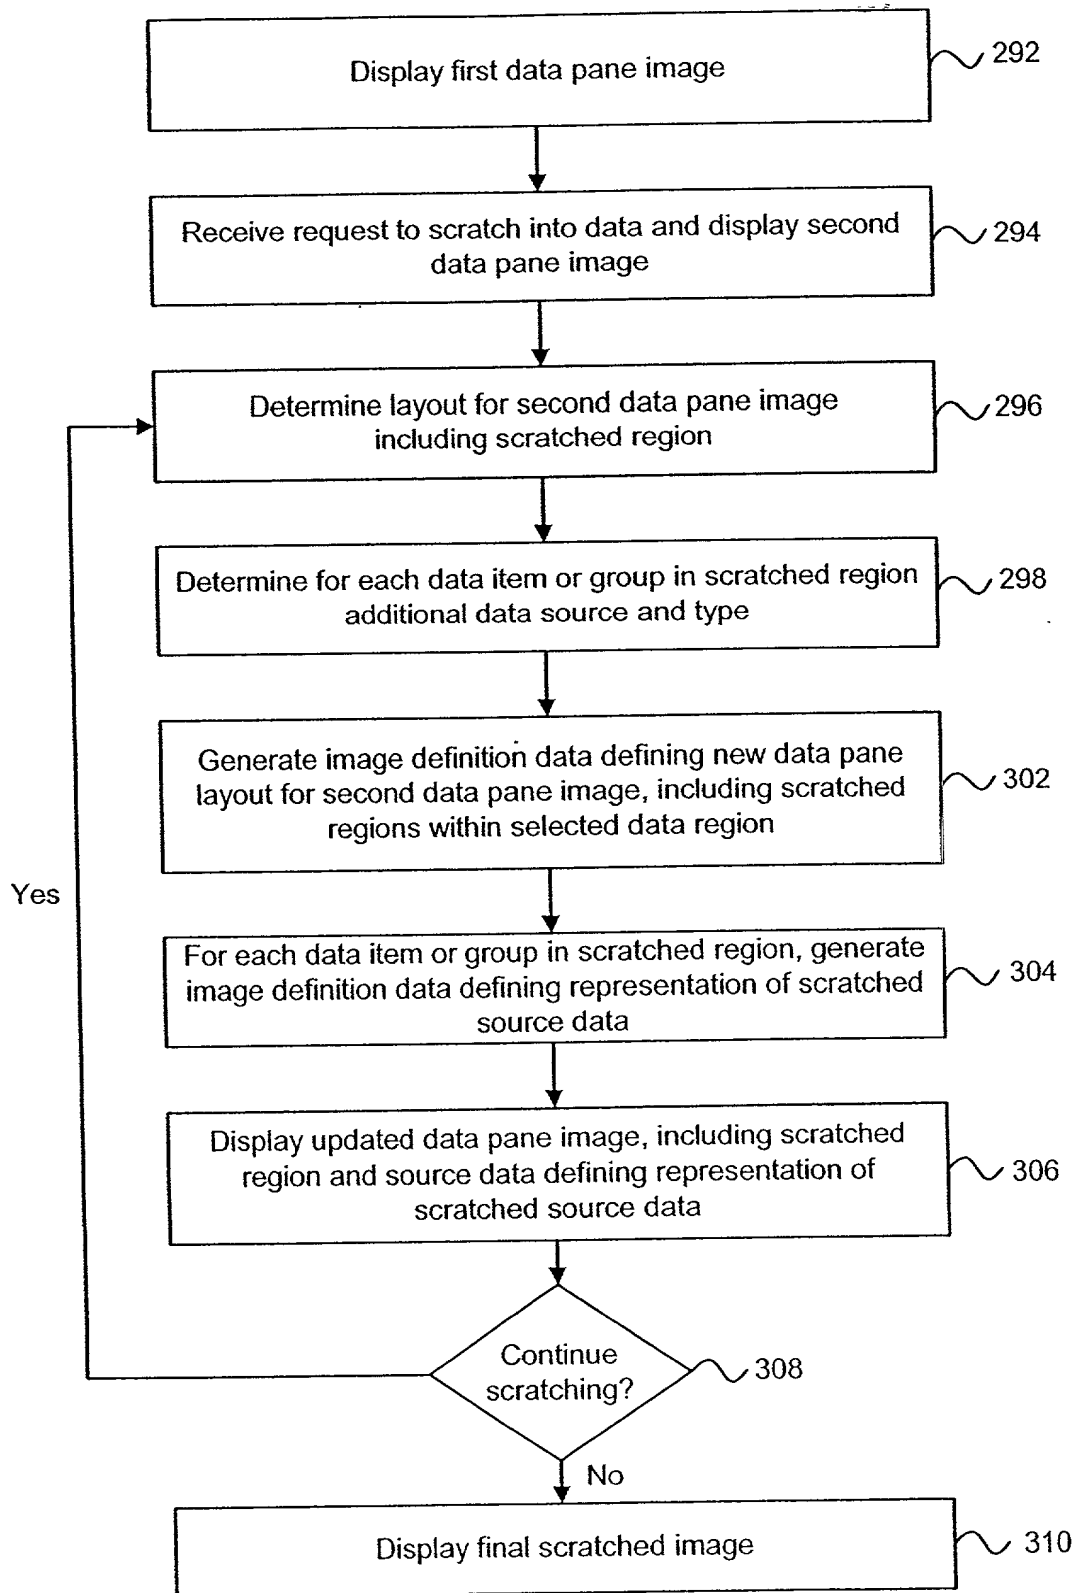 Display first data pane image
292
Receive request to scratch into data and display second
data pane image
294
Determine layout for second data pane image
including scratched region
296
Determine for each data item or group in scratched region
additional data source and type
298
Generate image definition data defining new data pane
layout for second data pane image, including scratched
regions within selected data region
302
Yes
For each data item or group in scratched region, generate
image definition data defining representation of scratched
source data
304
Display updated data pane image, including scratched
region and source data defining representation of
scratched source data
306
Continue
scratching?
308
No
Display final scratched image
310